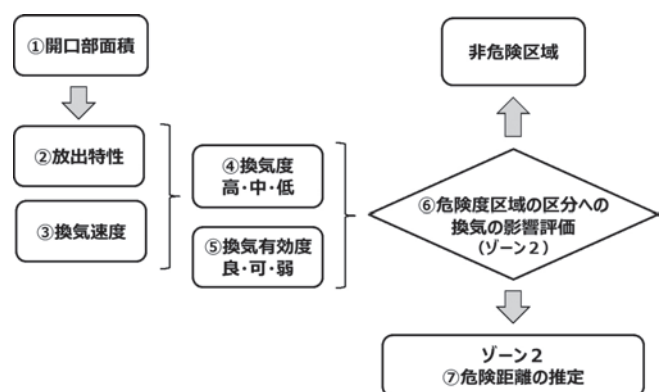 ①開口部面積
②放出特性
③換気速度
④換気度
高・中・低
⑤換気有効度
良・可・弱
非危険区域
⑥危険度区域の区分への
換気の影響評価
(ゾーン2)
ゾーン2
⑦危険距離の推定